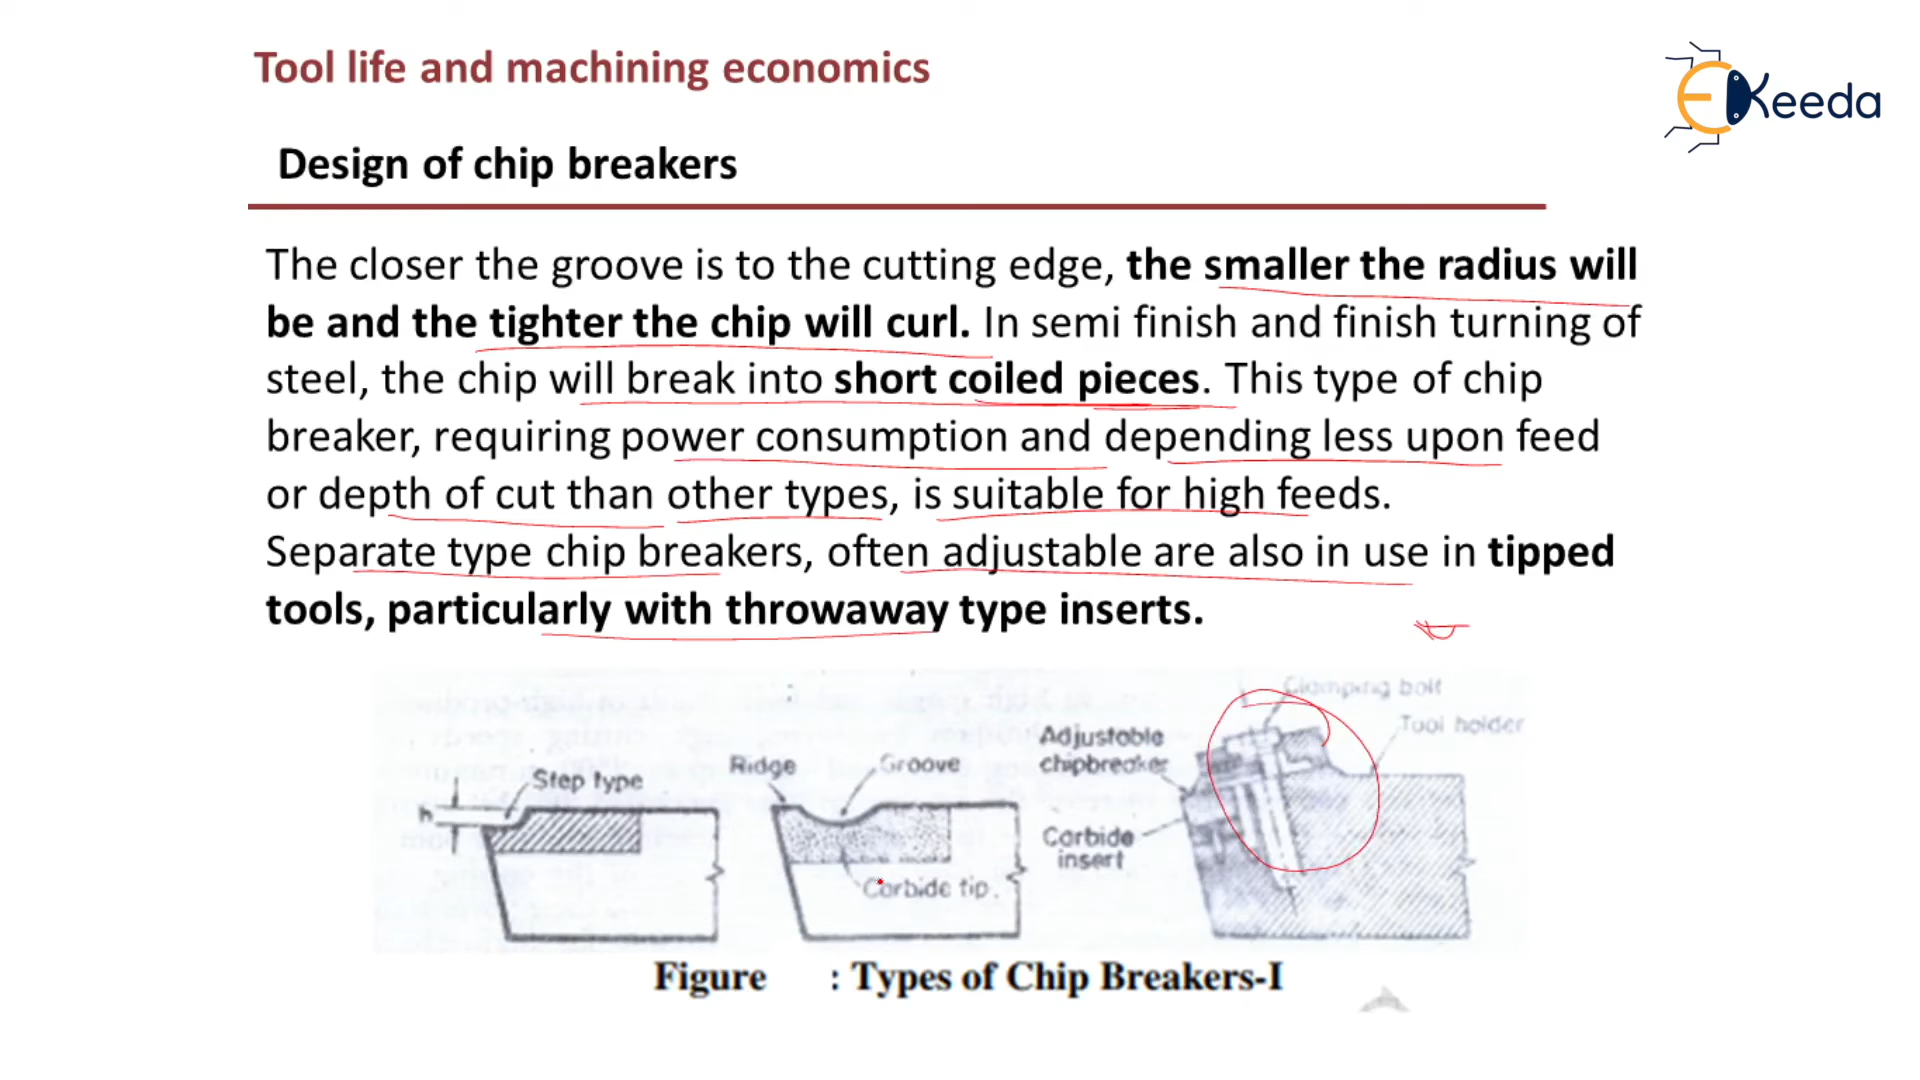 Tool life and machining economics
EKeeda
Design of chip breakers
The closer the groove is to the cutting edge, the smaller the radius will
be and the tighter the chip will curl. In semi finish and finish turning of
steel, the chip will break into short coiled pieces. This type of chip
breaker, requiring power consumption and depending less upon feed
or depth of cut than other types, is suitable for high feeds.
Separate type chip breakers, often adjustable are also in use in tipped
tools, particularly with throwaway type inserts.
h
Step type
Ridge
Groove
Carbide tip.
Adjustable
chipbreaker
Carbide
insert
Clamping bolt
Tool holder
Figure : Types of Chip Breakers-I